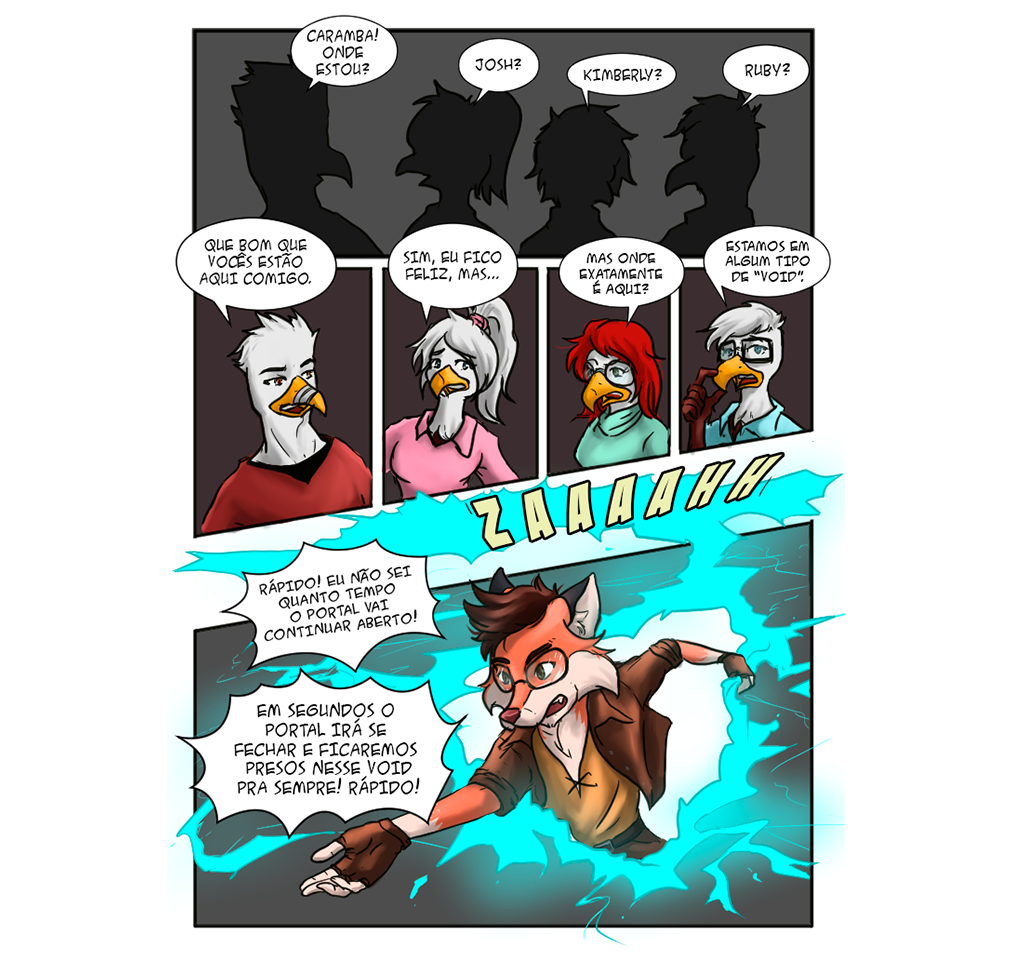 CARAMBA!
ONDE
ESTOU?
JOSH?
KIMBERLY?
RUBY?
QUE BOM QUE
VOCÊS ESTÃO
AQUI COMIGO.
SIM, EU FICO
FELIZ, MAS...
MAS ONDE
EXATAMENTE
É AQUI?
ESTAMOS EM
ALGUM TIPO
DE “VOID”.
ZAAAAHH
RÁPIDO! EU NÃO SEI
QUANTO TEMPO
O PORTAL VAI
CONTINUAR ABERTO!
EM SEGUNDOS O
PORTAL IRÁ SE
FECHAR E FICAREMOS
PRESOS NESSE VOID
PRA SEMPRE! RÁPIDO!